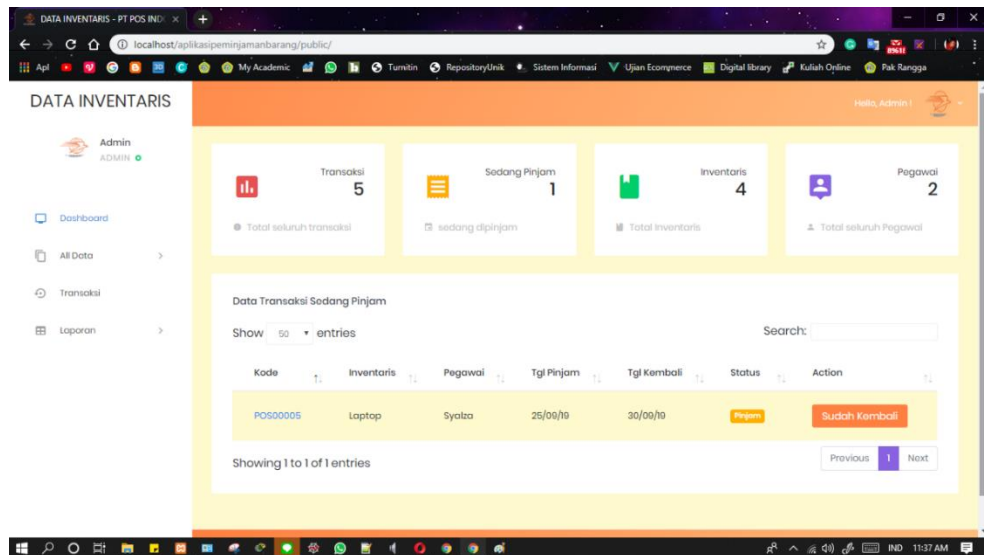 DATA INVENTARIS - PT POS IND
localhost/aplikasipeminjamanbarang/public/
Apl
My Academic
Turnitin
RepositoryUnik
Sistem Informasi
Ujian Ecommerce
Digital library
Kuliah Online
Pak Rangga
DATA INVENTARIS
Hello, Admin !
Admin
ADMIN
Dashboard
All Data
Transaksi
Laporan
Transaksi
5
Total seluruh transaksi
Sedang Pinjam
1
sedang dipinjam
Inventaris
4
Total Inventaris
Pegawai
2
Total seluruh Pegawai
Data Transaksi Sedang Pinjam
Show 50 entries
Search:
Kode Inventaris Pegawai Tgl Pinjam Tgl Kembali Status Action
POS00005 Laptop Syalza 25/09/19 30/09/19 Pinjam Sudah Kembali
Showing 1 to 1 of 1 entries
Previous 1 Next
IND 11:37 AM